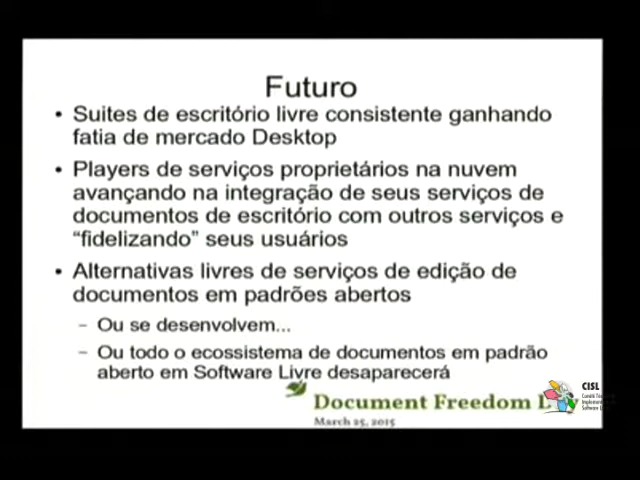 Futuro
• Suites de escritório livre consistente ganhando
fatia de mercado Desktop
• Players de serviços proprietários na nuvem
avançando na integração de seus serviços de
documentos de escritório com outros serviços e
“fidelizando” seus usuários
• Alternativas livres de serviços de edição de
documentos em padrões abertos
– Ou se desenvolvem...
– Ou todo o ecossistema de documentos em padrão
aberto em Software Livre desaparecerá
Document Freedom
March 25, 2015
CISL